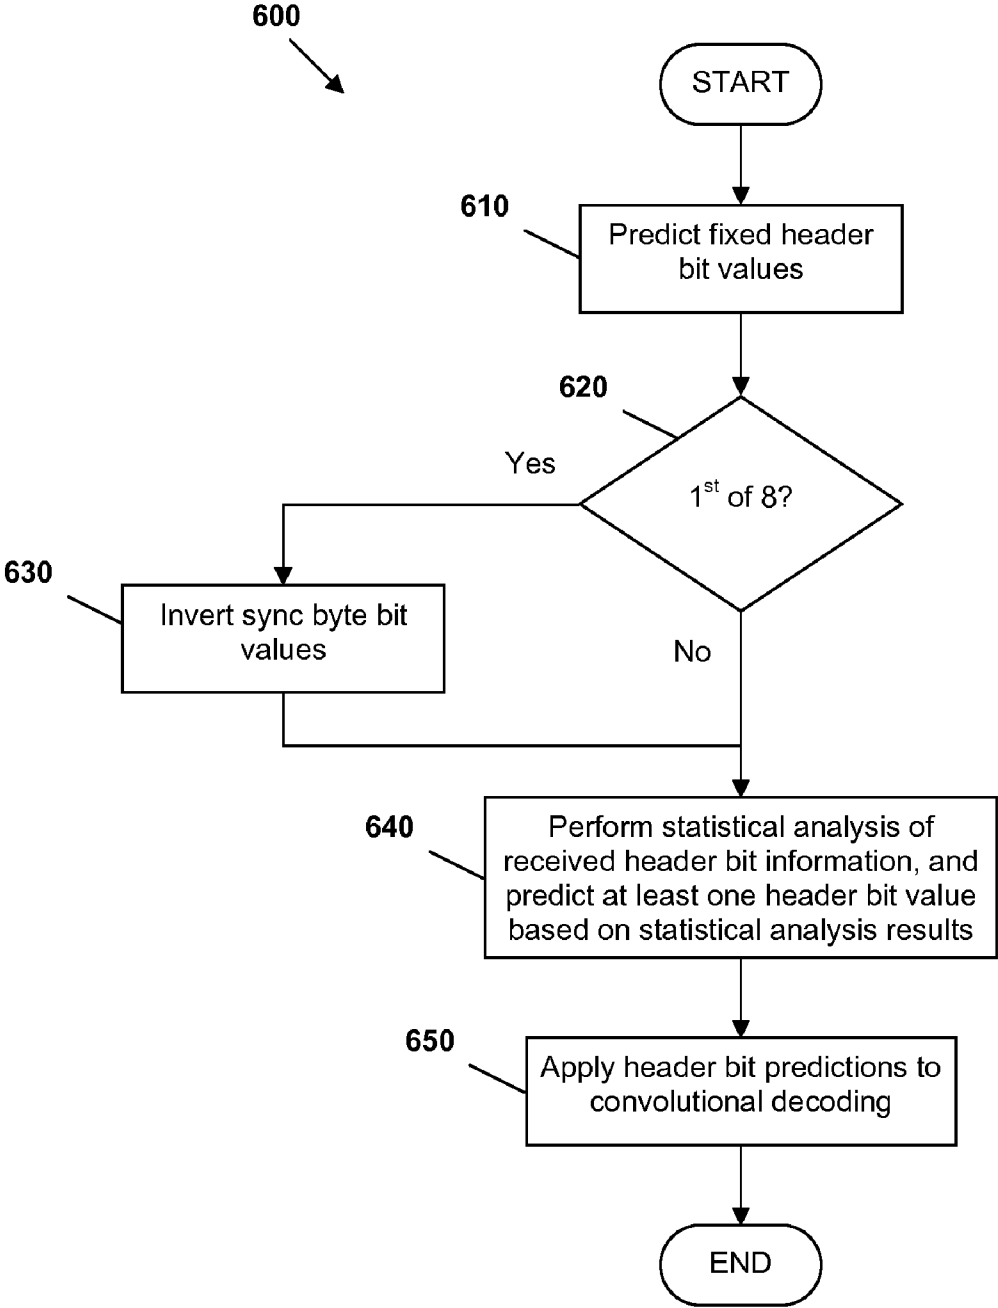 600
START
610
Predict fixed header
bit values
620
Yes
1st of 8?
630
Invert sync byte bit
values
No
640
Perform statistical analysis of
received header bit information, and
predict at least one header bit value
based on statistical analysis results
650
Apply header bit predictions to
convolutional decoding
END